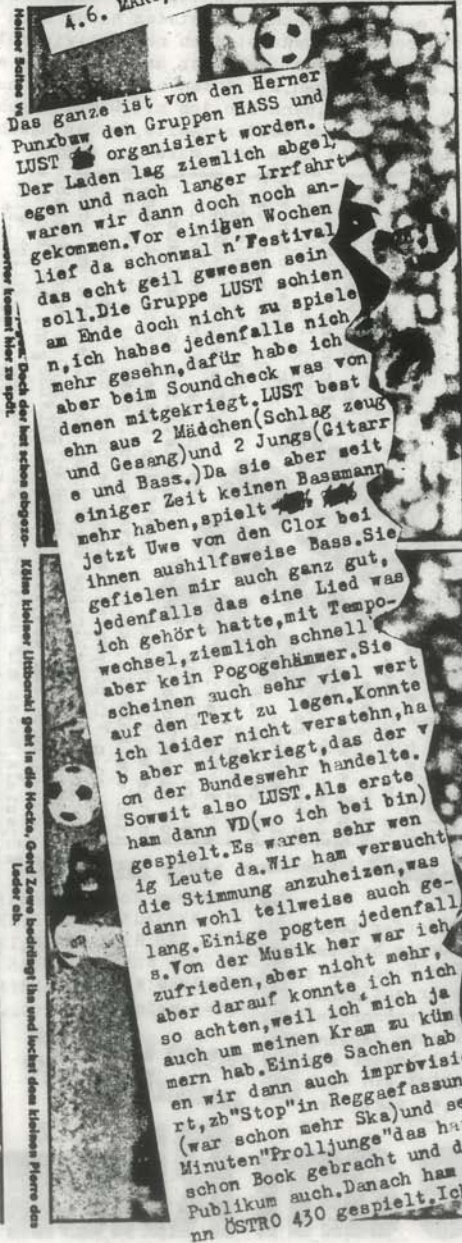 4.6.
Das ganze ist von den Herner
Punxbww den Gruppen HASS und
LUST organisiert worden.
Der Laden lag ziemlich abgel,
egen und nach langer Irrfahrt
waren wir dann doch noch an-
gekommen.Vor einigen Wochen
lief da schonmal n'Festival
das echt geil gewesen sein
soll.Die Gruppe LUST schien
am Ende doch nicht zu spiele
n,ich habse jedenfalls nich
mehr gesehn,dafür habe ich
aber beim Soundcheck was von
denen mitgekriegt.LUST best
ehn aus 2 Mädchen(Schlag zeug
und Gesang)und 2 Jungs(Gitarr
e und Bass.)Da sie aber seit
einiger Zeit keinen Bassmann
mehr haben,spielt
jetzt Uwe von den Clox bei
ihnen aushilfsweise Bass.Sie
gefielen mir auch ganz gut,
jedenfalls das eine Lied was
ich gehört hatte,mit Tempo-
wechsel,ziemlich schnell
aber kein Pogogehämmer.Sie
scheinen auch sehr viel wert
auf den Text zu legen.Konnte
ich leider nicht verstehn,ha
b aber mitgekriegt,das der v
on der Bundeswehr handelte.
Soweit also LUST.Als erste
ham dann VD(wo ich bei bin)
gespielt.Es waren sehr wen
ig Leute da.Wir ham versucht
die Stimmung anzuheizen,was
dann wohl teilweise auch ge-
lang.Einige pogten jedenfall
s.Von der Musik her war ich
zufrieden,aber nicht mehr,
aber darauf konnte ich nich
so achten,weil ich mich ja
auch um meinen Kram zu küm
mern hab.Einige Sachen hab
en wir dann auch improvisie
rt,zb"Stop"in Reggaefassun
(war schon mehr Ska)und se
Minuten"Prolljunge"das ha
schon Bock gebracht und d
Publikum auch.Danach ham
nn ÖSTRO 430 gespielt.Ich
Heiner Baltes
Doch der hat schon abgezo-
kommt hier zu spät.
Kölns kleiner Littbarski geht in die Hocke, Gerd Zewe bedrängt ihn und luchst dem kleinen Pierre das
Leder ab.